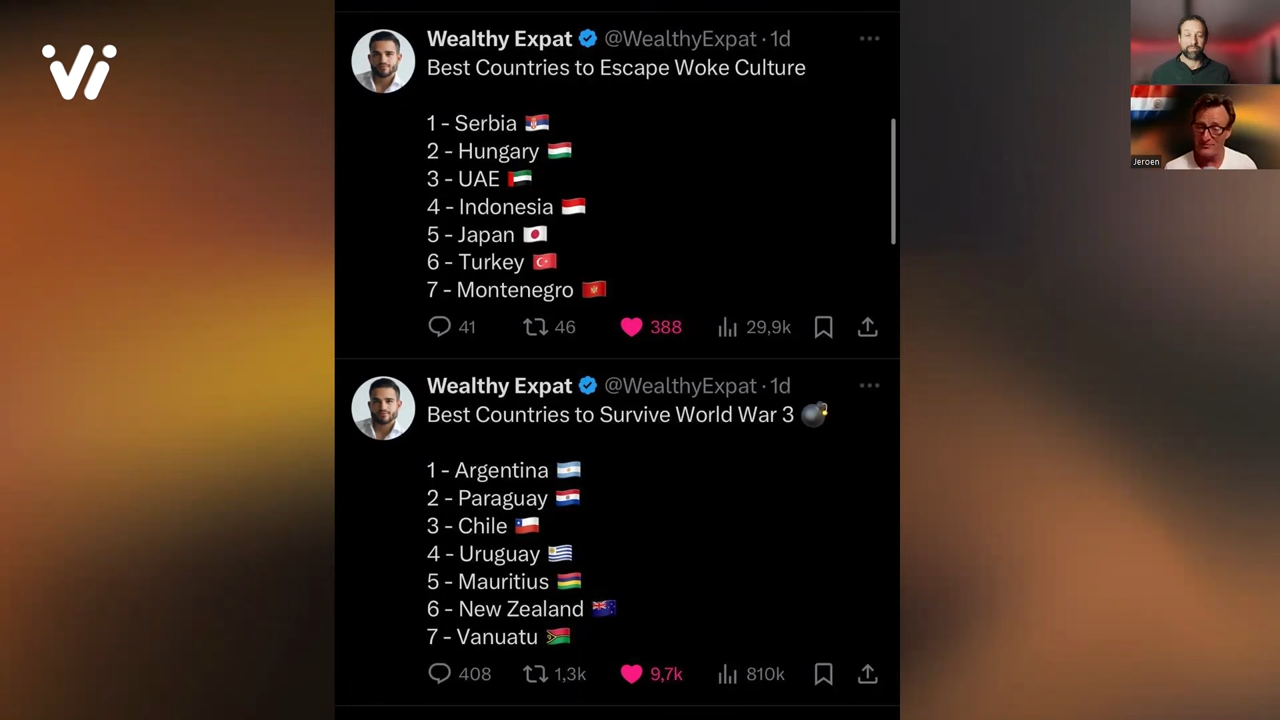 Vi
Wealthy Expat @WealthyExpat · 1d
Best Countries to Escape Woke Culture
1 - Serbia 🇷🇸
2 - Hungary 🇭🇺
3 - UAE 🇦🇪
4 - Indonesia 🇮🇩
5 - Japan 🇯🇵
6 - Turkey 🇹🇷
7 - Montenegro 🇲🇪
41 46 388 29,9k
Wealthy Expat @WealthyExpat · 1d
Best Countries to Survive World War 3 💣
1 - Argentina 🇦🇷
2 - Paraguay 🇵🇾
3 - Chile 🇨🇱
4 - Uruguay 🇺🇾
5 - Mauritius 🇲🇺
6 - New Zealand 🇳🇿
7 - Vanuatu 🇻🇺
408 1,3k 9,7k 810k
Jeroen